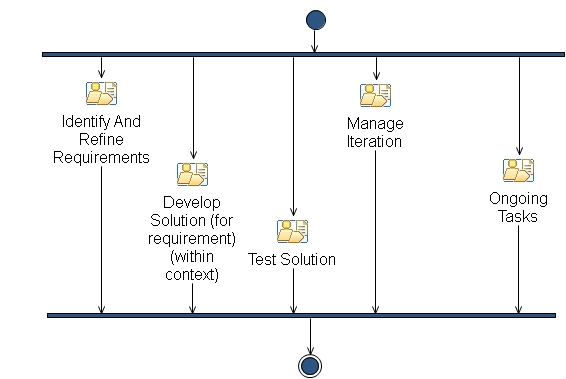 Identify And
Refine
Requirements
Develop
Solution (for
requirement)
(within
context)
Test Solution
Manage
Iteration
Ongoing
Tasks